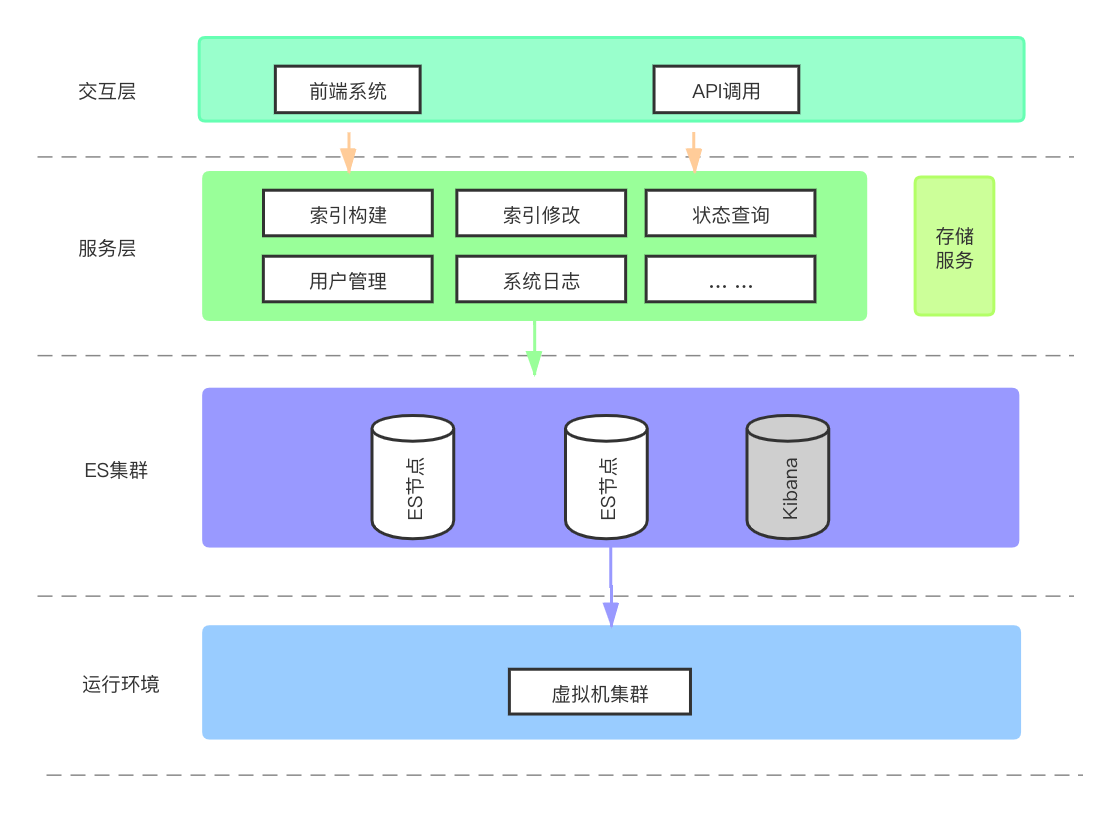 交互层
前端系统
API调用
服务层
索引构建
索引修改
状态查询
用户管理
系统日志
... ...
存储
服务
ES集群
ES节点
ES节点
Kibana
运行环境
虚拟机集群